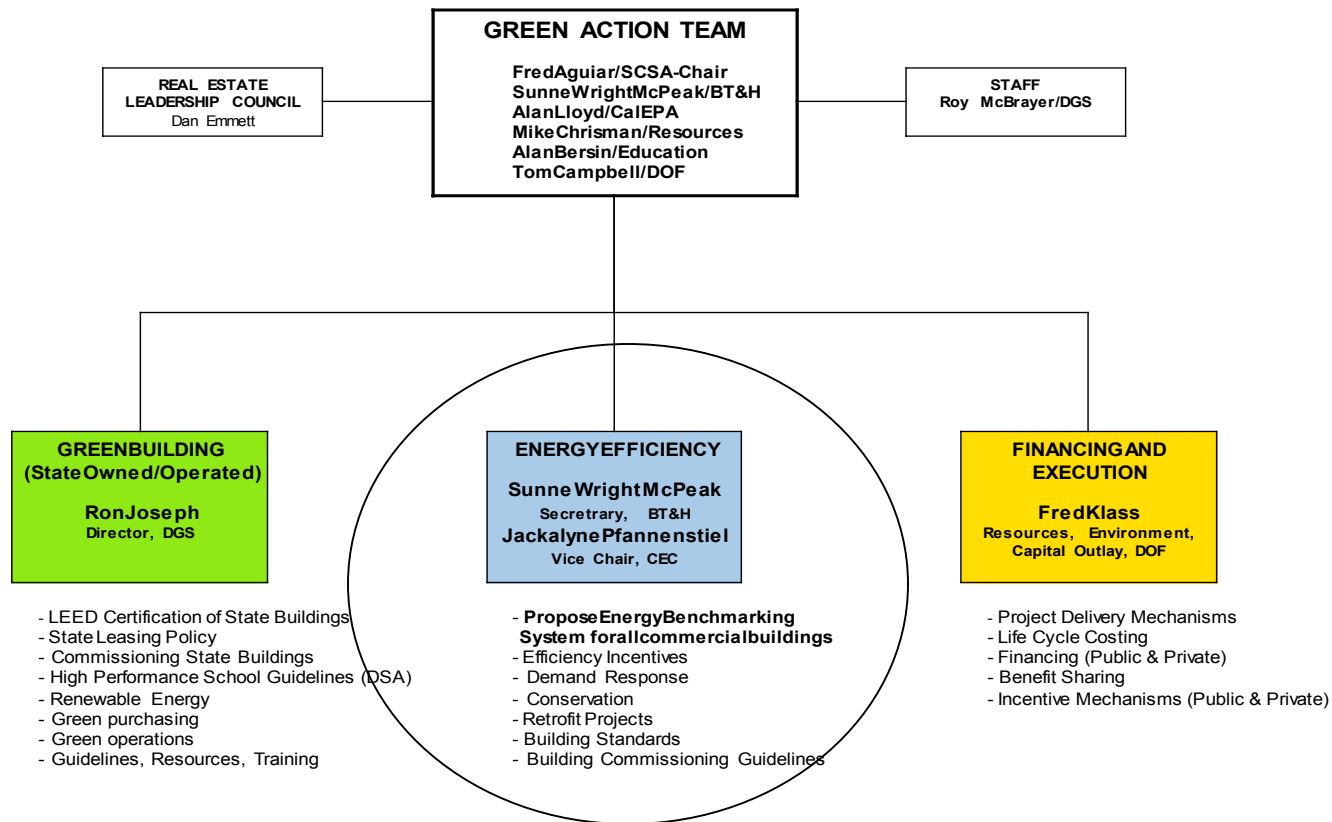 GREEN ACTION TEAM
FredAguiar/SCSA-Chair
SunneWrightMcPeak/BT&H
AlanLloyd/CalEPA
MikeChrisman/Resources
AlanBersin/Education
TomCampbell/DOF
REAL ESTATE
LEADERSHIP COUNCIL
Dan Emmett
STAFF
Roy McBrayer/DGS
GREENBUILDING
(StateOwned/Operated)
RonJoseph
Director, DGS
- LEED Certification of State Buildings
- State Leasing Policy
- Commissioning State Buildings
- High Performance School Guidelines (DSA)
- Renewable Energy
- Green purchasing
- Green operations
- Guidelines, Resources, Training
ENERGYEFFICIENCY
SunneWrightMcPeak
Secretrary, BT&H
JackalynePfannenstiel
Vice Chair, CEC
- ProposeEnergyBenchmarking
System forallcommercialbuildings
- Efficiency Incentives
- Demand Response
- Conservation
- Retrofit Projects
- Building Standards
- Building Commissioning Guidelines
FINANCINGAND
EXECUTION
FredKlass
Resources, Environment,
Capital Outlay, DOF
- Project Delivery Mechanisms
- Life Cycle Costing
- Financing (Public & Private)
- Benefit Sharing
- Incentive Mechanisms (Public & Private)